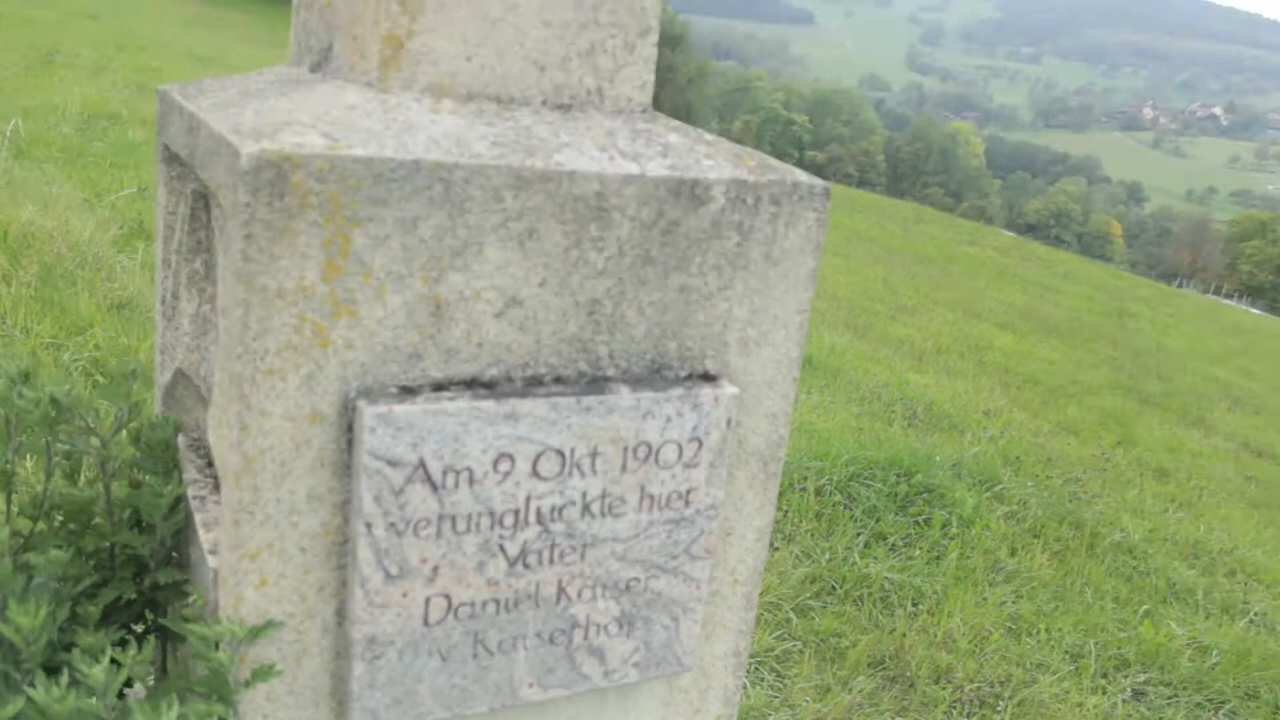 Am 9. Okt. 1902
verunglückte hier
Vater
Daniel Kaiser
v. Kaiserhof